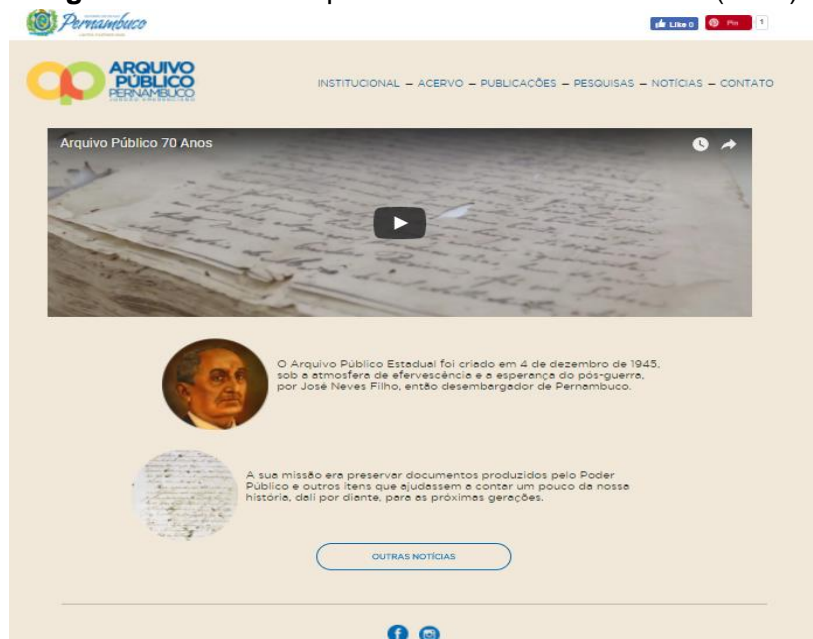 Pernambuco
Like 0
Pin
1
ARQUIVO
PÚBLICO
PERNAMBUCO
JORDÃO EMERENCIANO
INSTITUCIONAL – ACERVO – PUBLICAÇÕES – PESQUISAS – NOTÍCIAS – CONTATO
Arquivo Público 70 Anos
O Arquivo Público Estadual foi criado em 4 de dezembro de 1945,
sob a atmosfera de efervescência e a esperança do pós-guerra,
por José Neves Filho, então desembargador de Pernambuco.
A sua missão era preservar documentos produzidos pelo Poder
Público e outros itens que ajudassem a contar um pouco da nossa
história, dali por diante, para as próximas gerações.
OUTRAS NOTÍCIAS